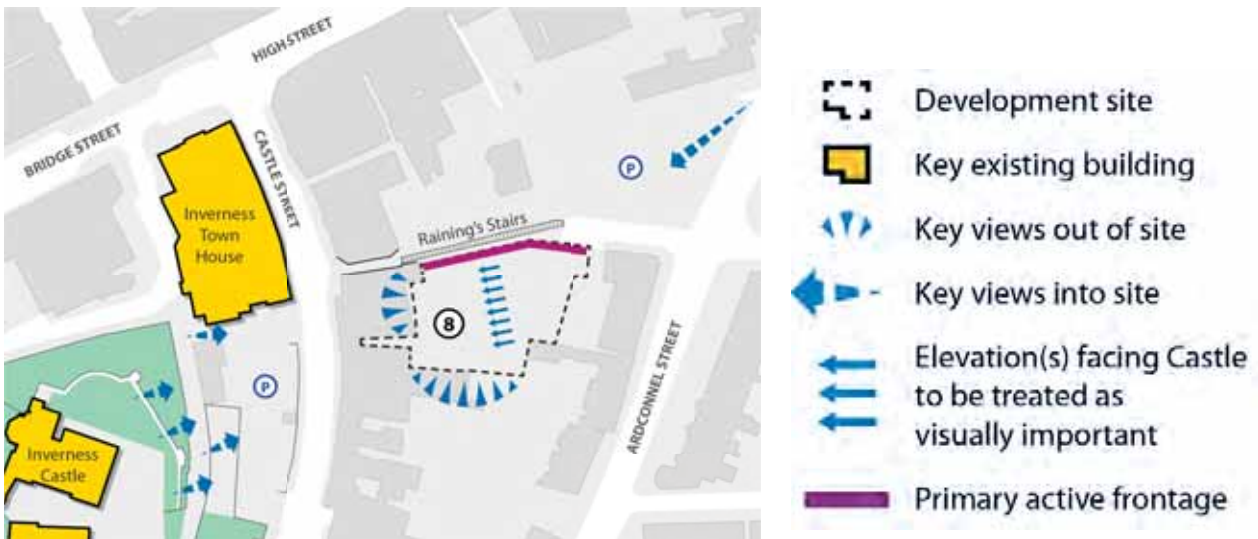 HIGH STREET
BRIDGE STREET
CASTLE STREET
Inverness
Town
House
Raining's Stairs
P
8
P
ARDCONNEL STREET
Inverness
Castle
Development site
Key existing building
Key views out of site
Key views into site
Elevation(s) facing Castle
to be treated as
visually important
Primary active frontage